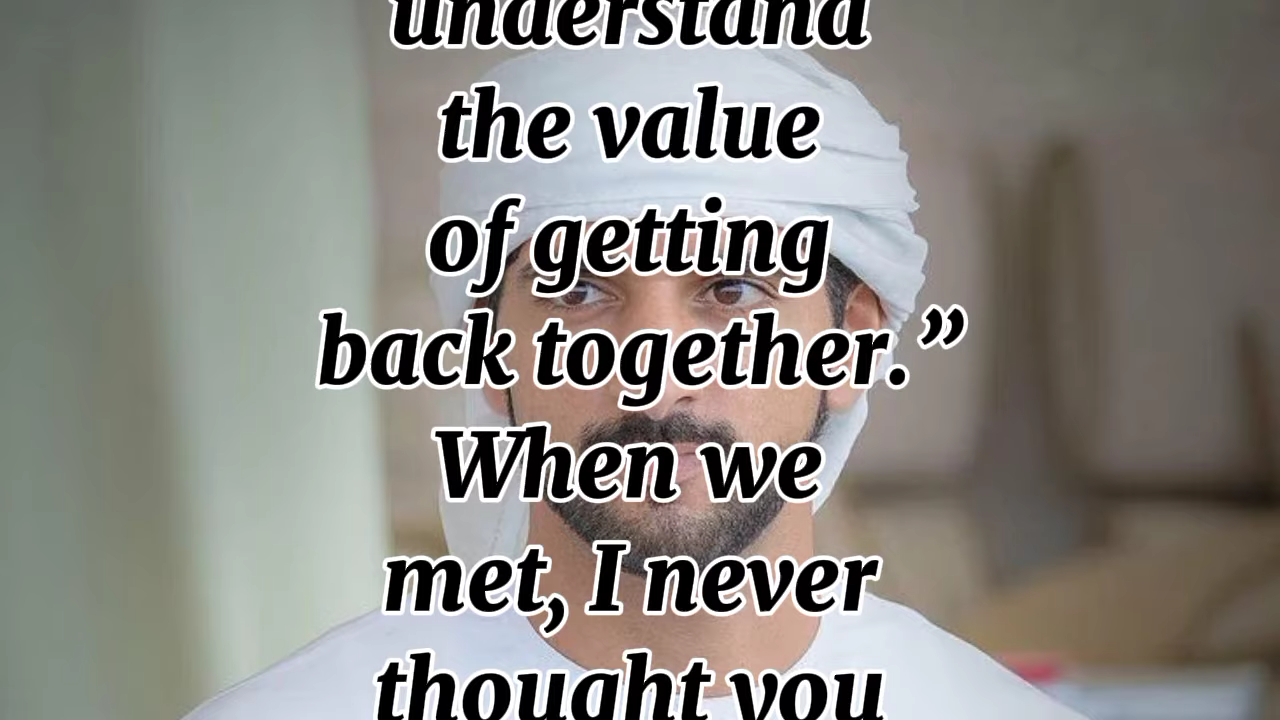 understand
the value
of getting
back together.”
When we
met, I never
thought you